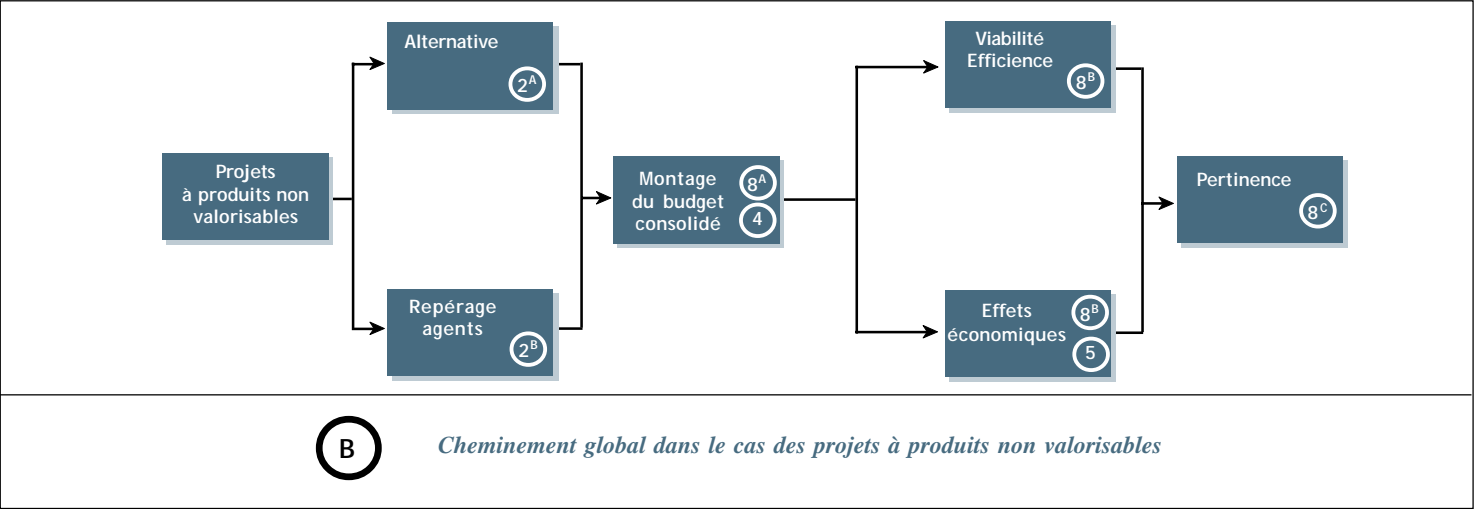 Projets
à produits non
valorisables
Alternative
2A
Repérage
agents
2B
Montage
du budget
consolidé
8A
4
Viabilité
Efficience
8B
Effets
économiques
8B
5
Pertinence
8C
B
Cheminement global dans le cas des projets à produits non valorisables